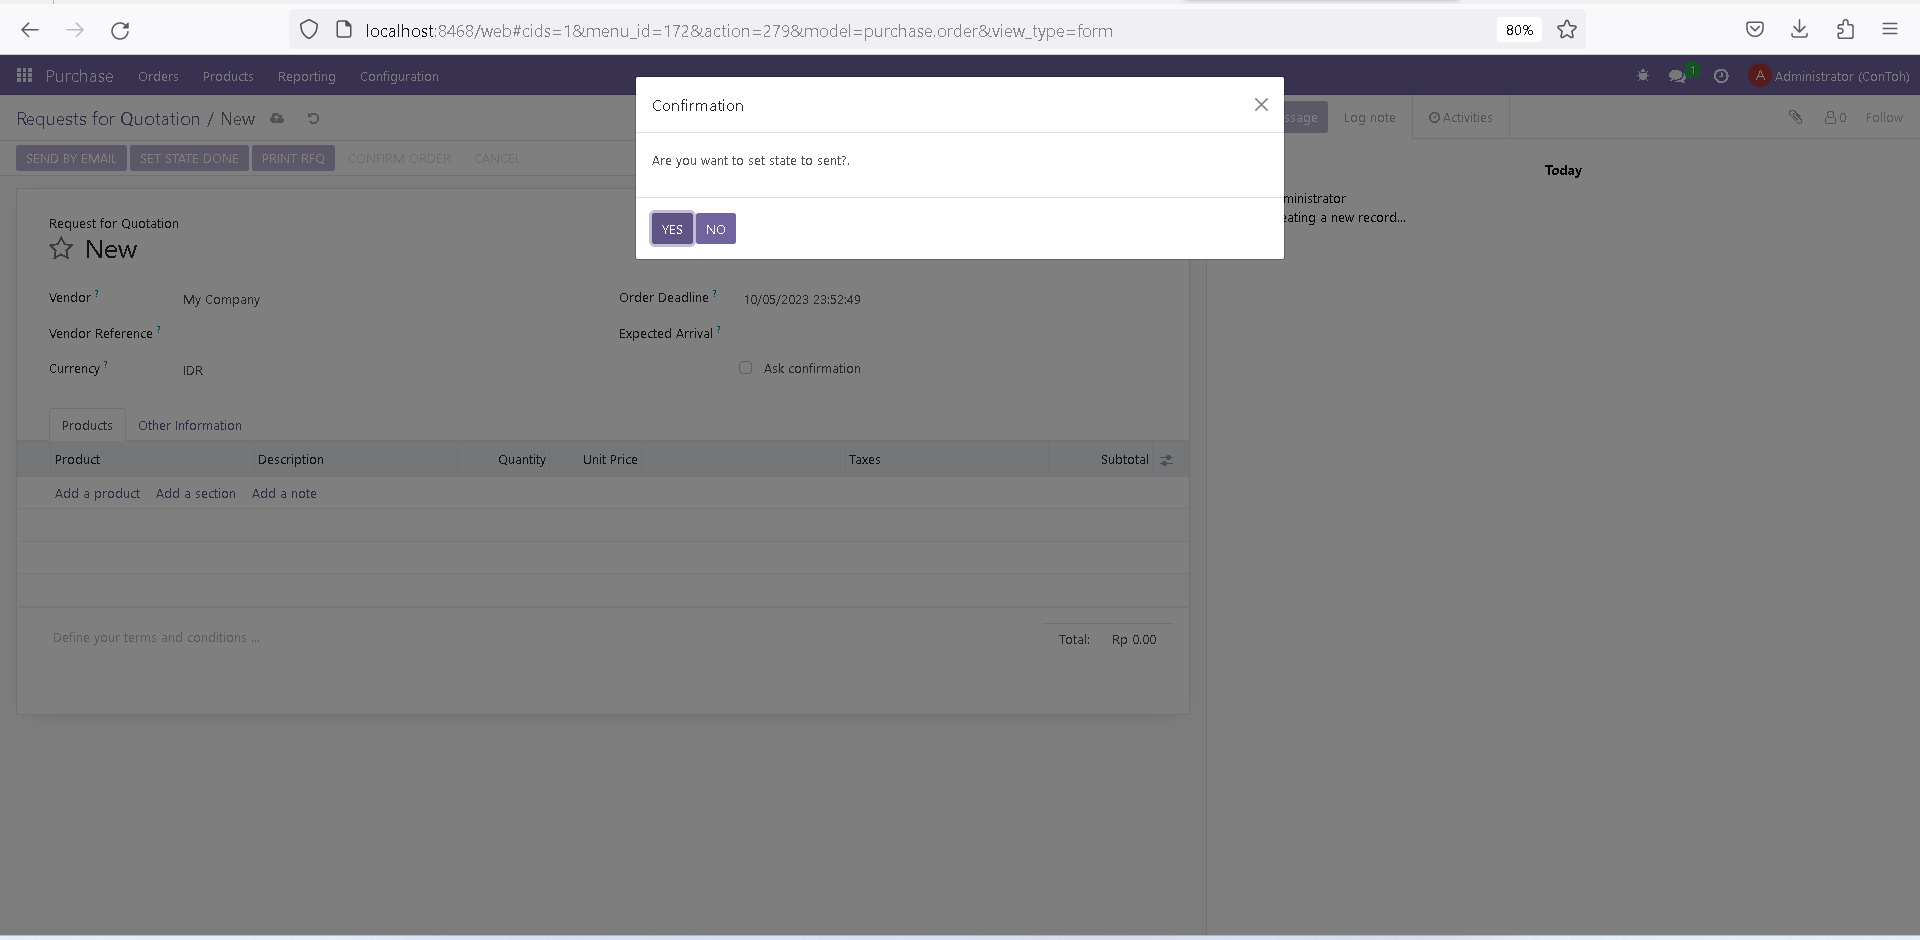 localhost:8468/web#cids=1&menu_id=172&action=279&model=purchase.order&view_type=form
80%
Purchase Orders Products Reporting Configuration
1
A Administrator (ConToh)
Requests for Quotation / New
ssage Log note Activities 0 Follow
SEND BY EMAIL SET STATE DONE PRINT RFQ CONFIRM ORDER CANCEL
Confirmation
Are you want to set state to sent?.
YES NO
Today
ministrator
eating a new record...
Request for Quotation
New
Vendor ? My Company
Order Deadline ? 10/05/2023 23:52:49
Vendor Reference ?
Expected Arrival ?
Currency ? IDR
Ask confirmation
Products Other Information
Product Description Quantity Unit Price Taxes Subtotal
Add a product Add a section Add a note
Define your terms and conditions ...
Total: Rp 0.00